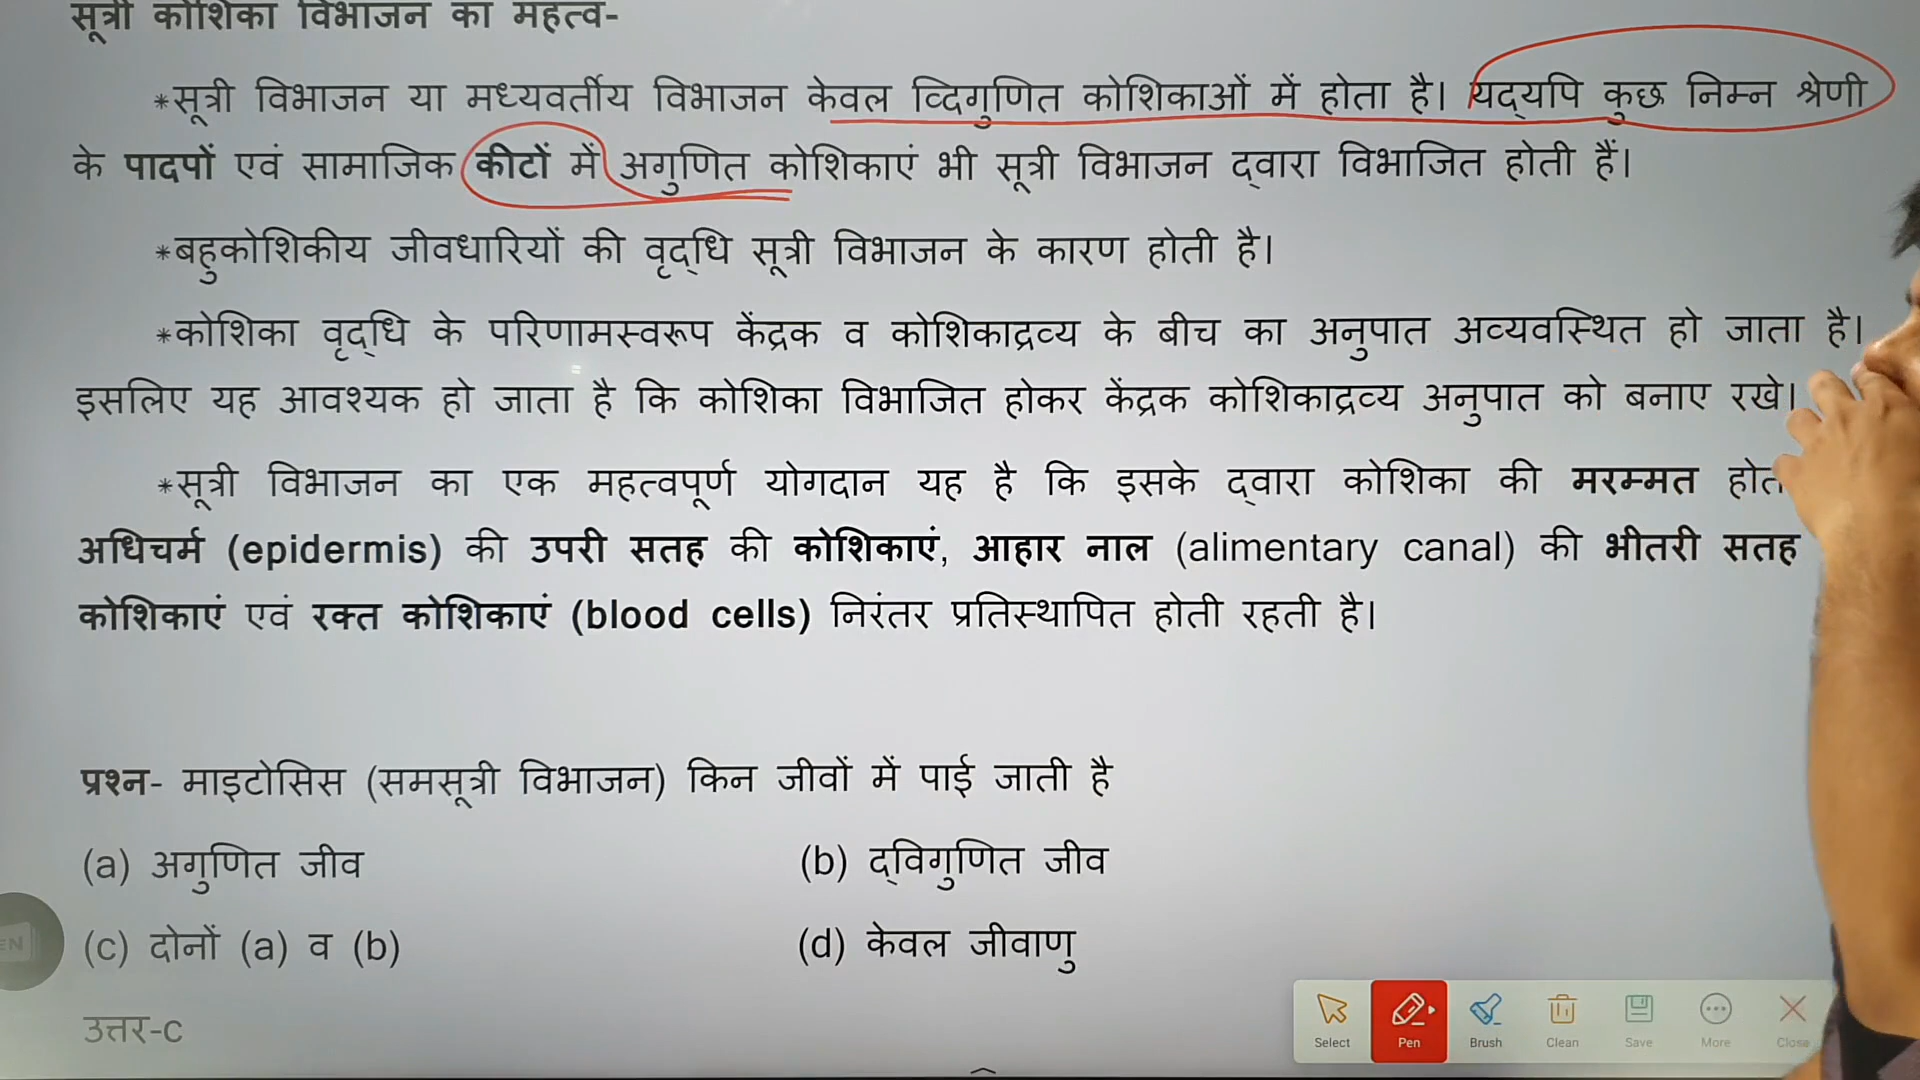 सूत्री कोशिका विभाजन का महत्व-
*सूत्री विभाजन या मध्यवर्तीय विभाजन केवल व्दिगुणित कोशिकाओं में होता है। यद्यपि कुछ निम्न श्रेणी
के पादपों एवं सामाजिक कीटों में अगुणित कोशिकाएं भी सूत्री विभाजन द्वारा विभाजित होती हैं।
*बहुकोशिकीय जीवधारियों की वृद्धि सूत्री विभाजन के कारण होती है।
*कोशिका वृद्धि के परिणामस्वरूप केंद्रक व कोशिकाद्रव्य के बीच का अनुपात अव्यवस्थित हो जाता है।
इसलिए यह आवश्यक हो जाता है कि कोशिका विभाजित होकर केंद्रक कोशिकाद्रव्य अनुपात को बनाए रखे।
*सूत्री विभाजन का एक महत्वपूर्ण योगदान यह है कि इसके द्वारा कोशिका की मरम्मत
अधिचर्म (epidermis) की उपरी सतह की कोशिकाएं, आहार नाल (alimentary canal) की भीतरी सतह
कोशिकाएं एवं रक्त कोशिकाएं (blood cells) निरंतर प्रतिस्थापित होती रहती है।
प्रश्न- माइटोसिस (समसूत्री विभाजन) किन जीवों में पाई जाती है
(a) अगुणित जीव (b) द्विगुणित जीव
(c) दोनों (a) व (b) (d) केवल जीवाणु
EN
उत्तर-c
Select Pen Brush Clean Save More Close